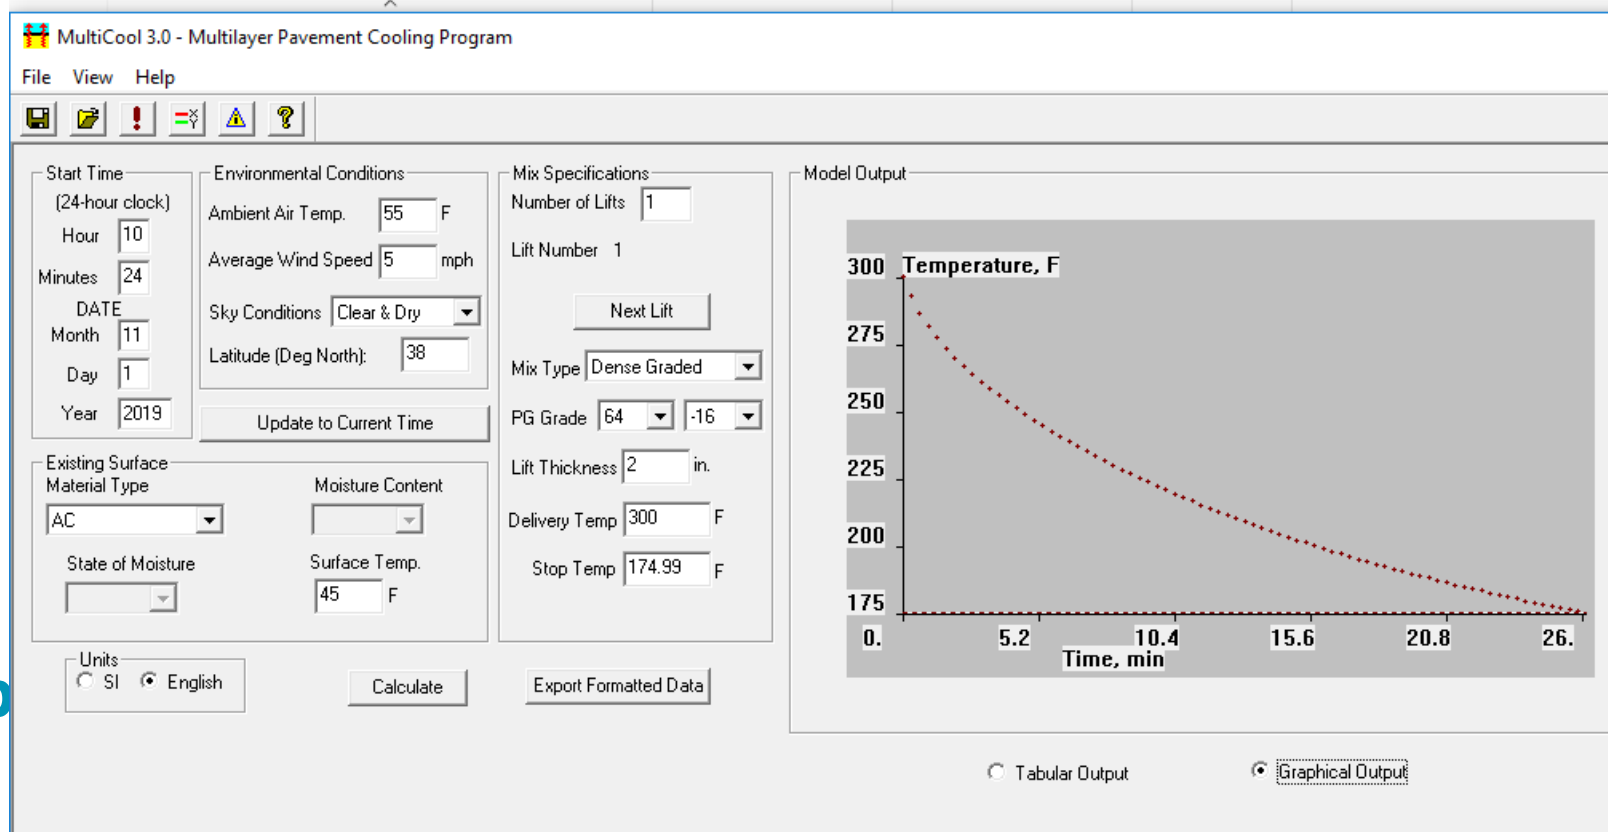 MultiCool 3.0 - Multilayer Pavement Cooling Program
File View Help
Start Time
(24-hour clock)
Hour 10
Minutes 24
DATE
Month 11
Day 1
Year 2019
Environmental Conditions
Ambient Air Temp. 55 F
Average Wind Speed 5 mph
Sky Conditions Clear & Dry
Latitude (Deg North): 38
Update to Current Time
Existing Surface
Material Type Moisture Content
AC
State of Moisture Surface Temp.
45 F
Units
SI English
Calculate
Mix Specifications
Number of Lifts 1
Lift Number 1
Next Lift
Mix Type Dense Graded
PG Grade 64 -16
Lift Thickness 2 in.
Delivery Temp 300 F
Stop Temp 174.99 F
Export Formatted Data
Model Output
300 Temperature, F
275
250
225
200
175
0. 5.2 10.4 15.6 20.8 26.
Time, min
Tabular Output Graphical Output